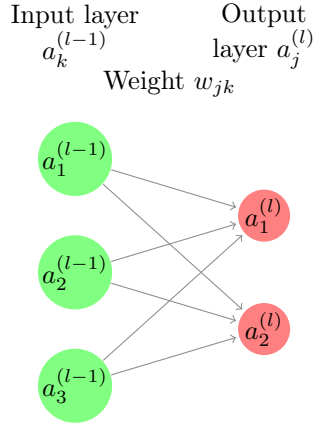 Input layer
a_k^{(l−1)}
Output
layer a_j^{(l)}
Weight w_{jk}
a_1^{(l−1)}
a_2^{(l−1)}
a_3^{(l−1)}
a_1^{(l)}
a_2^{(l)}